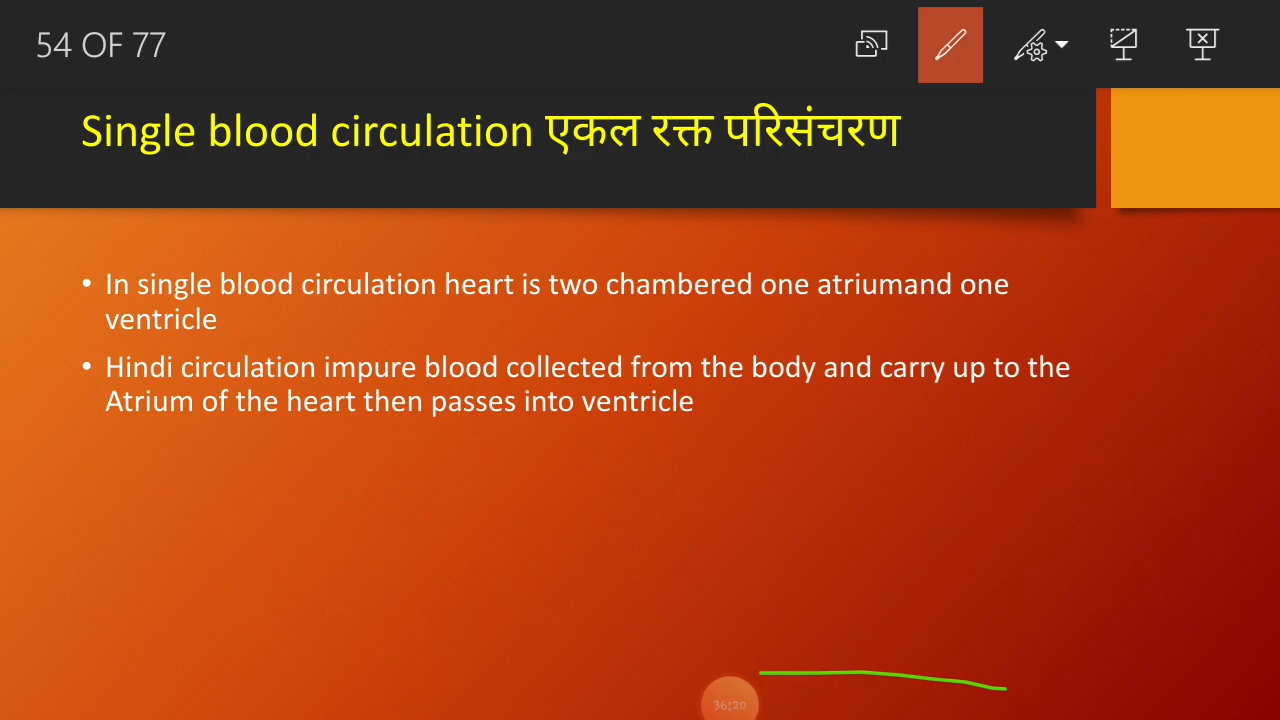 54 OF 77
Single blood circulation एकल रक्त परिसंचरण
• In single blood circulation heart is two chambered one atriumand one
ventricle
• Hindi circulation impure blood collected from the body and carry up to the
Atrium of the heart then passes into ventricle
36:20